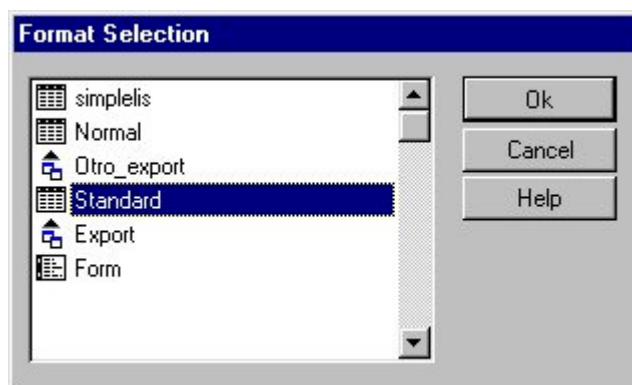 Format Selection
simplelis
Normal
Otro_export
Standard
Export
Form
Ok
Cancel
Help